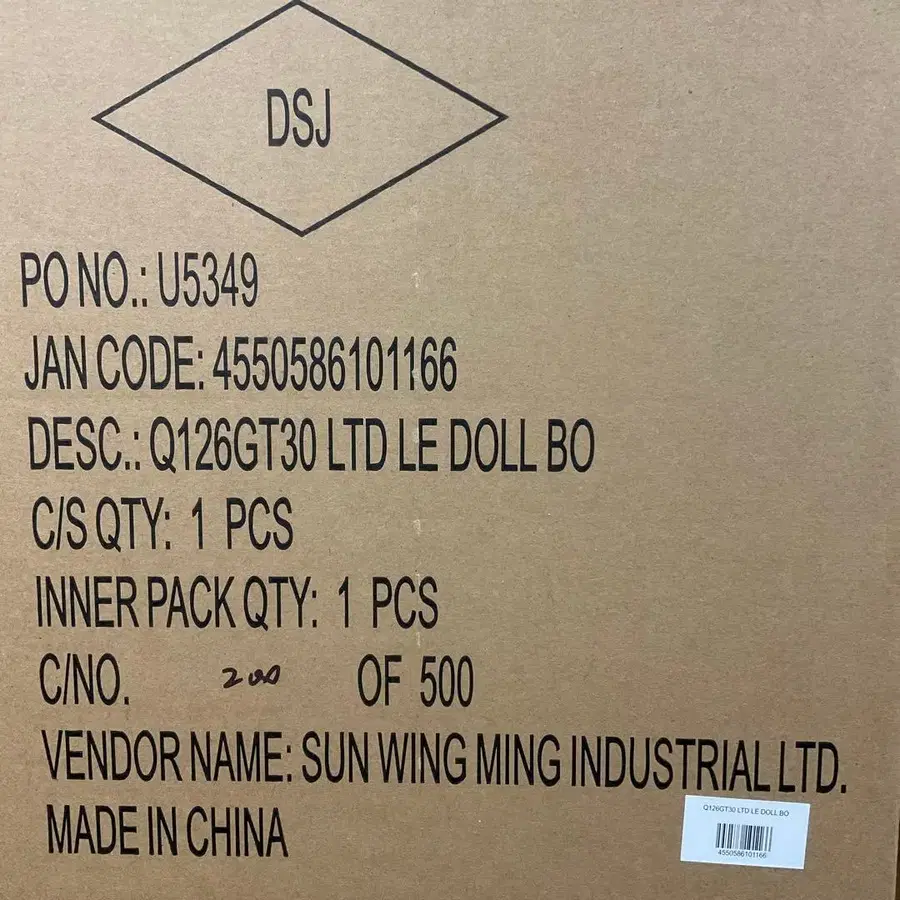 DSJ
PO NO.: U5349
JAN CODE: 4550586101166
DESC.: Q126GT30 LTD LE DOLL BO
C/S QTY: 1 PCS
INNER PACK QTY: 1 PCS
C/NO. 200 OF 500
VENDOR NAME: SUN WING MING INDUSTRIAL LTD.
MADE IN CHINA
Q126GT30 LTD LE DOLL BO
4550586101166